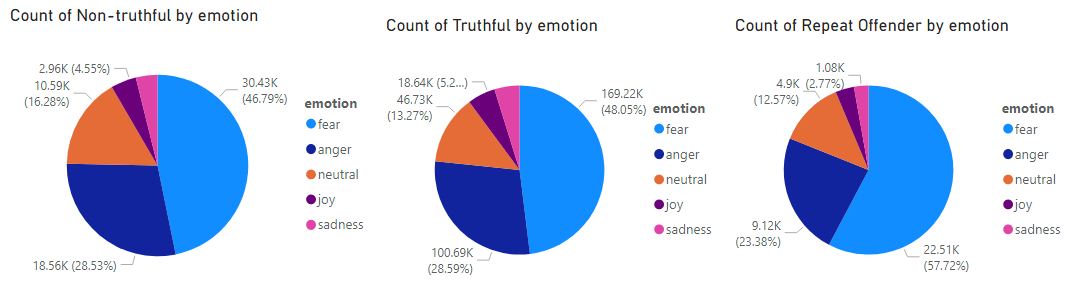 Count of Non-truthful by emotion
2.96K (4.55%)
10.59K
(16.28%)
30.43K
(46.79%)
18.56K (28.53%)
emotion
fear
anger
neutral
joy
sadness
Count of Truthful by emotion
18.64K (5.2...)
46.73K
(13.27%)
169.22K
(48.05%)
100.69K
(28.59%)
emotion
fear
anger
neutral
joy
sadness
Count of Repeat Offender by emotion
1.08K
(2.77%)
4.9K
(12.57%)
9.12K
(23.38%)
22.51K
(57.72%)
emotion
fear
anger
neutral
joy
sadness